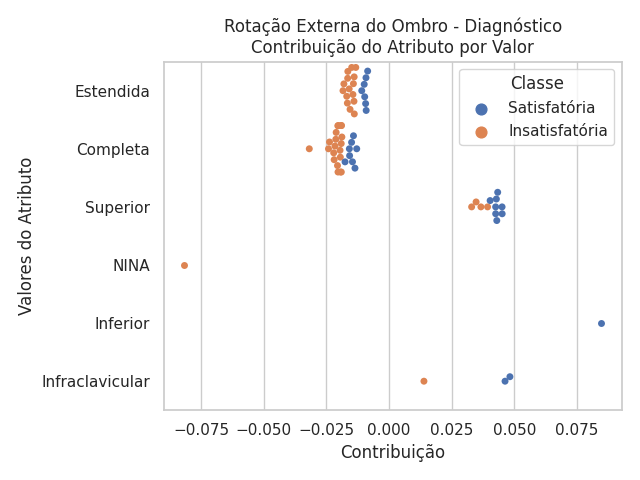 Rotação Externa do Ombro - Diagnóstico
Contribuição do Atributo por Valor
Classe
Satisfatória
Insatisfatória
Valores do Atributo
Estendida
Completa
Superior
NINA
Inferior
Infraclavicular
−0.075 −0.050 −0.025 0.000 0.025 0.050 0.075
Contribuição